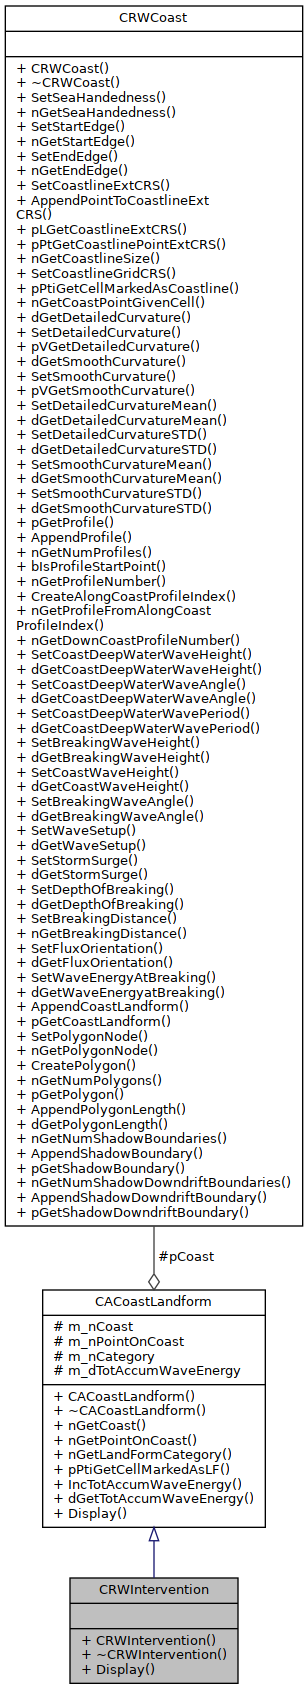 CRWCoast
+ CRWCoast()
+ ~CRWCoast()
+ SetSeaHandedness()
+ nGetSeaHandedness()
+ SetStartEdge()
+ nGetStartEdge()
+ SetEndEdge()
+ nGetEndEdge()
+ SetCoastlineExtCRS()
+ AppendPointToCoastlineExt
CRS()
+ pLGetCoastlineExtCRS()
+ pPtGetCoastlinePointExtCRS()
+ nGetCoastlineSize()
+ SetCoastlineGridCRS()
+ pPtiGetCellMarkedAsCoastline()
+ nGetCoastPointGivenCell()
+ dGetDetailedCurvature()
+ SetDetailedCurvature()
+ pVGetDetailedCurvature()
+ dGetSmoothCurvature()
+ SetSmoothCurvature()
+ pVGetSmoothCurvature()
+ SetDetailedCurvatureMean()
+ dGetDetailedCurvatureMean()
+ SetDetailedCurvatureSTD()
+ dGetDetailedCurvatureSTD()
+ SetSmoothCurvatureMean()
+ dGetSmoothCurvatureMean()
+ SetSmoothCurvatureSTD()
+ dGetSmoothCurvatureSTD()
+ pGetProfile()
+ AppendProfile()
+ nGetNumProfiles()
+ bIsProfileStartPoint()
+ nGetProfileNumber()
+ CreateAlongCoastProfileIndex()
+ nGetProfileFromAlongCoast
ProfileIndex()
+ nGetDownCoastProfileNumber()
+ SetCoastDeepWaterWaveHeight()
+ dGetCoastDeepWaterWaveHeight()
+ SetCoastDeepWaterWaveAngle()
+ dGetCoastDeepWaterWaveAngle()
+ SetCoastDeepWaterWavePeriod()
+ dGetCoastDeepWaterWavePeriod()
+ SetBreakingWaveHeight()
+ dGetBreakingWaveHeight()
+ SetCoastWaveHeight()
+ dGetCoastWaveHeight()
+ SetBreakingWaveAngle()
+ dGetBreakingWaveAngle()
+ SetWaveSetup()
+ dGetWaveSetup()
+ SetStormSurge()
+ dGetStormSurge()
+ SetDepthOfBreaking()
+ dGetDepthOfBreaking()
+ SetBreakingDistance()
+ nGetBreakingDistance()
+ SetFluxOrientation()
+ dGetFluxOrientation()
+ SetWaveEnergyAtBreaking()
+ dGetWaveEnergyatBreaking()
+ AppendCoastLandform()
+ pGetCoastLandform()
+ SetPolygonNode()
+ nGetPolygonNode()
+ CreatePolygon()
+ nGetNumPolygons()
+ pGetPolygon()
+ AppendPolygonLength()
+ dGetPolygonLength()
+ nGetNumShadowBoundaries()
+ AppendShadowBoundary()
+ pGetShadowBoundary()
+ nGetNumShadowDowndriftBoundaries()
+ AppendShadowDowndriftBoundary()
+ pGetShadowDowndriftBoundary()
#pCoast
CACoastLandform
# m_nCoast
# m_nPointOnCoast
# m_nCategory
# m_dTotAccumWaveEnergy
+ CACoastLandform()
+ ~CACoastLandform()
+ nGetCoast()
+ nGetPointOnCoast()
+ nGetLandFormCategory()
+ pPtiGetCellMarkedAsLF()
+ IncTotAccumWaveEnergy()
+ dGetTotAccumWaveEnergy()
+ Display()
CRWIntervention
+ CRWIntervention()
+ ~CRWIntervention()
+ Display()